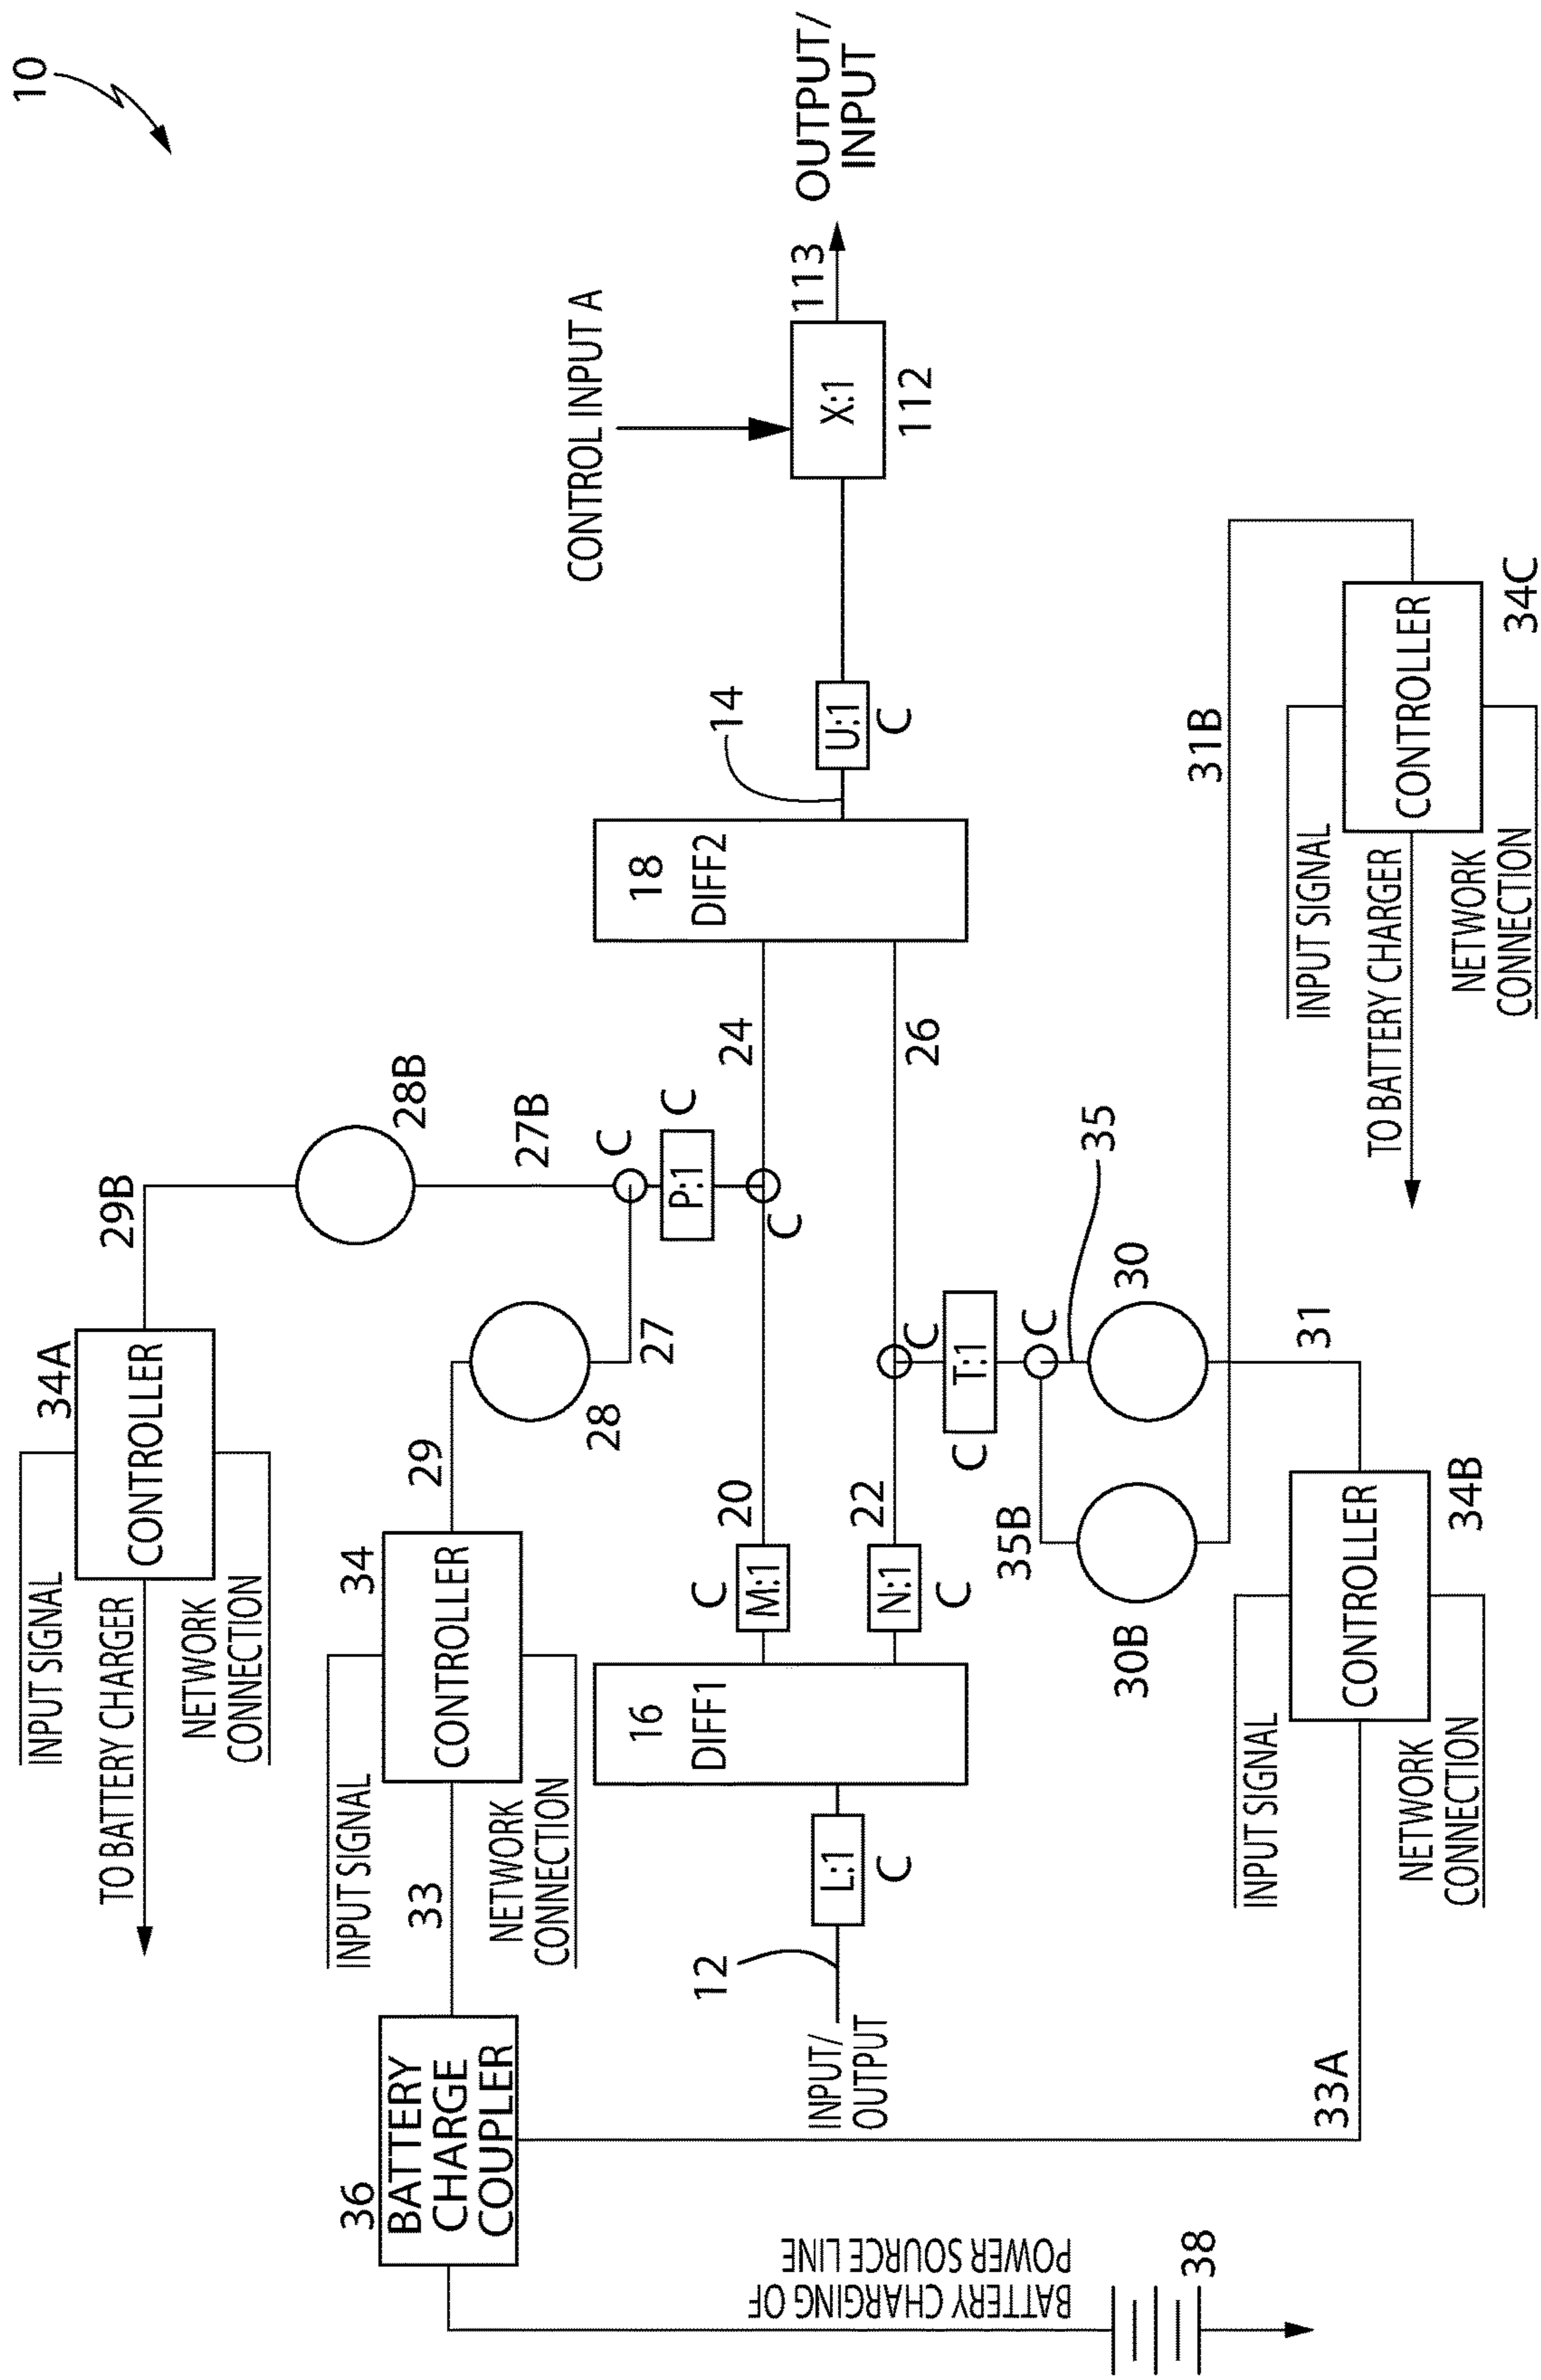 10
29B
28B
34A
CONTROLLER
INPUT SIGNAL
TO BATTERY CHARGER
NETWORK
CONNECTION
27B
C
P:1
C
C
24
CONTROL INPUT A
X:1
112
113
OUTPUT/
INPUT
29
28
27
34
CONTROLLER
INPUT SIGNAL
NETWORK
CONNECTION
33
36
BATTERY
CHARGE
COUPLER
20
C
M:1
22
N:1
C
16
DIFF1
L:1
C
12
INPUT/
OUTPUT
18
DIFF2
14
U:1
C
26
C
T:1
C
C
35
30
31
35B
30B
31B
34B
CONTROLLER
INPUT SIGNAL
NETWORK
CONNECTION
33A
34C
CONTROLLER
INPUT SIGNAL
TO BATTERY CHARGER
NETWORK
CONNECTION
BATTERY CHARGING OF
POWER SOURCE LINE
38